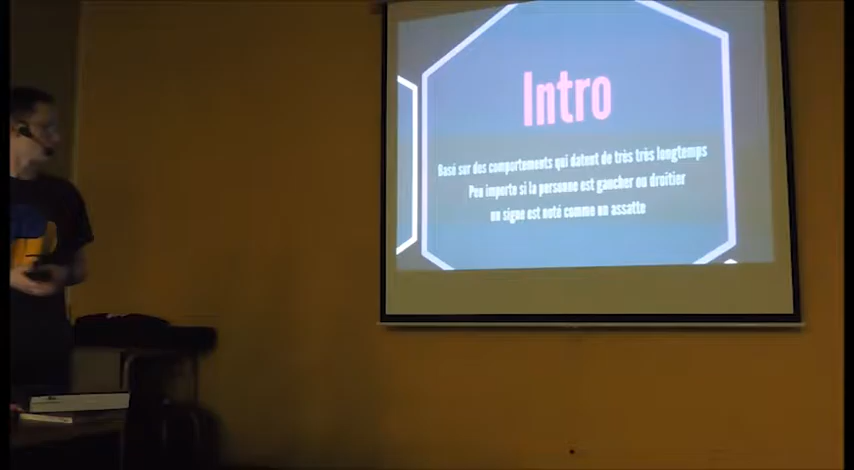 Intro
Basé sur des comportements qui datent de très très longtemps
Peu importe si la personne est gaucher ou droitier
un signe est noté comme un assatte